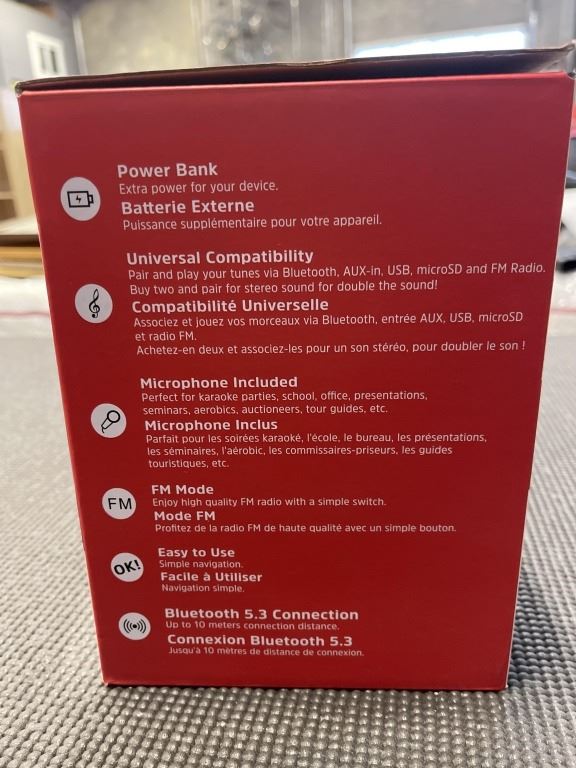 Power Bank
Extra power for your device.
Batterie Externe
Puissance supplémentaire pour votre appareil.
Universal Compatibility
Pair and play your tunes via Bluetooth, AUX-in, USB, microSD and FM Radio.
Buy two and pair for stereo sound for double the sound!
Compatibilité Universelle
Associez et jouez vos morceaux via Bluetooth, entrée AUX, USB, microSD
et radio FM.
Achetez-en deux et associez-les pour un son stéréo, pour doubler le son !
Microphone Included
Perfect for karaoke parties, school, office, presentations,
seminars, aerobics, auctioneers, tour guides, etc.
Microphone Inclus
Parfait pour les soirées karaoké, l'école, le bureau, les présentations,
les séminaires, l'aérobic, les commissaires-priseurs, les guides
touristiques, etc.
FM
FM Mode
Enjoy high quality FM radio with a simple switch.
Mode FM
Profitez de la radio FM de haute qualité avec un simple bouton.
OK!
Easy to Use
Simple navigation.
Facile à Utiliser
Navigation simple.
Bluetooth 5.3 Connection
Up to 10 meters connection distance.
Connexion Bluetooth 5.3
Jusqu'à 10 mètres de distance de connexion.